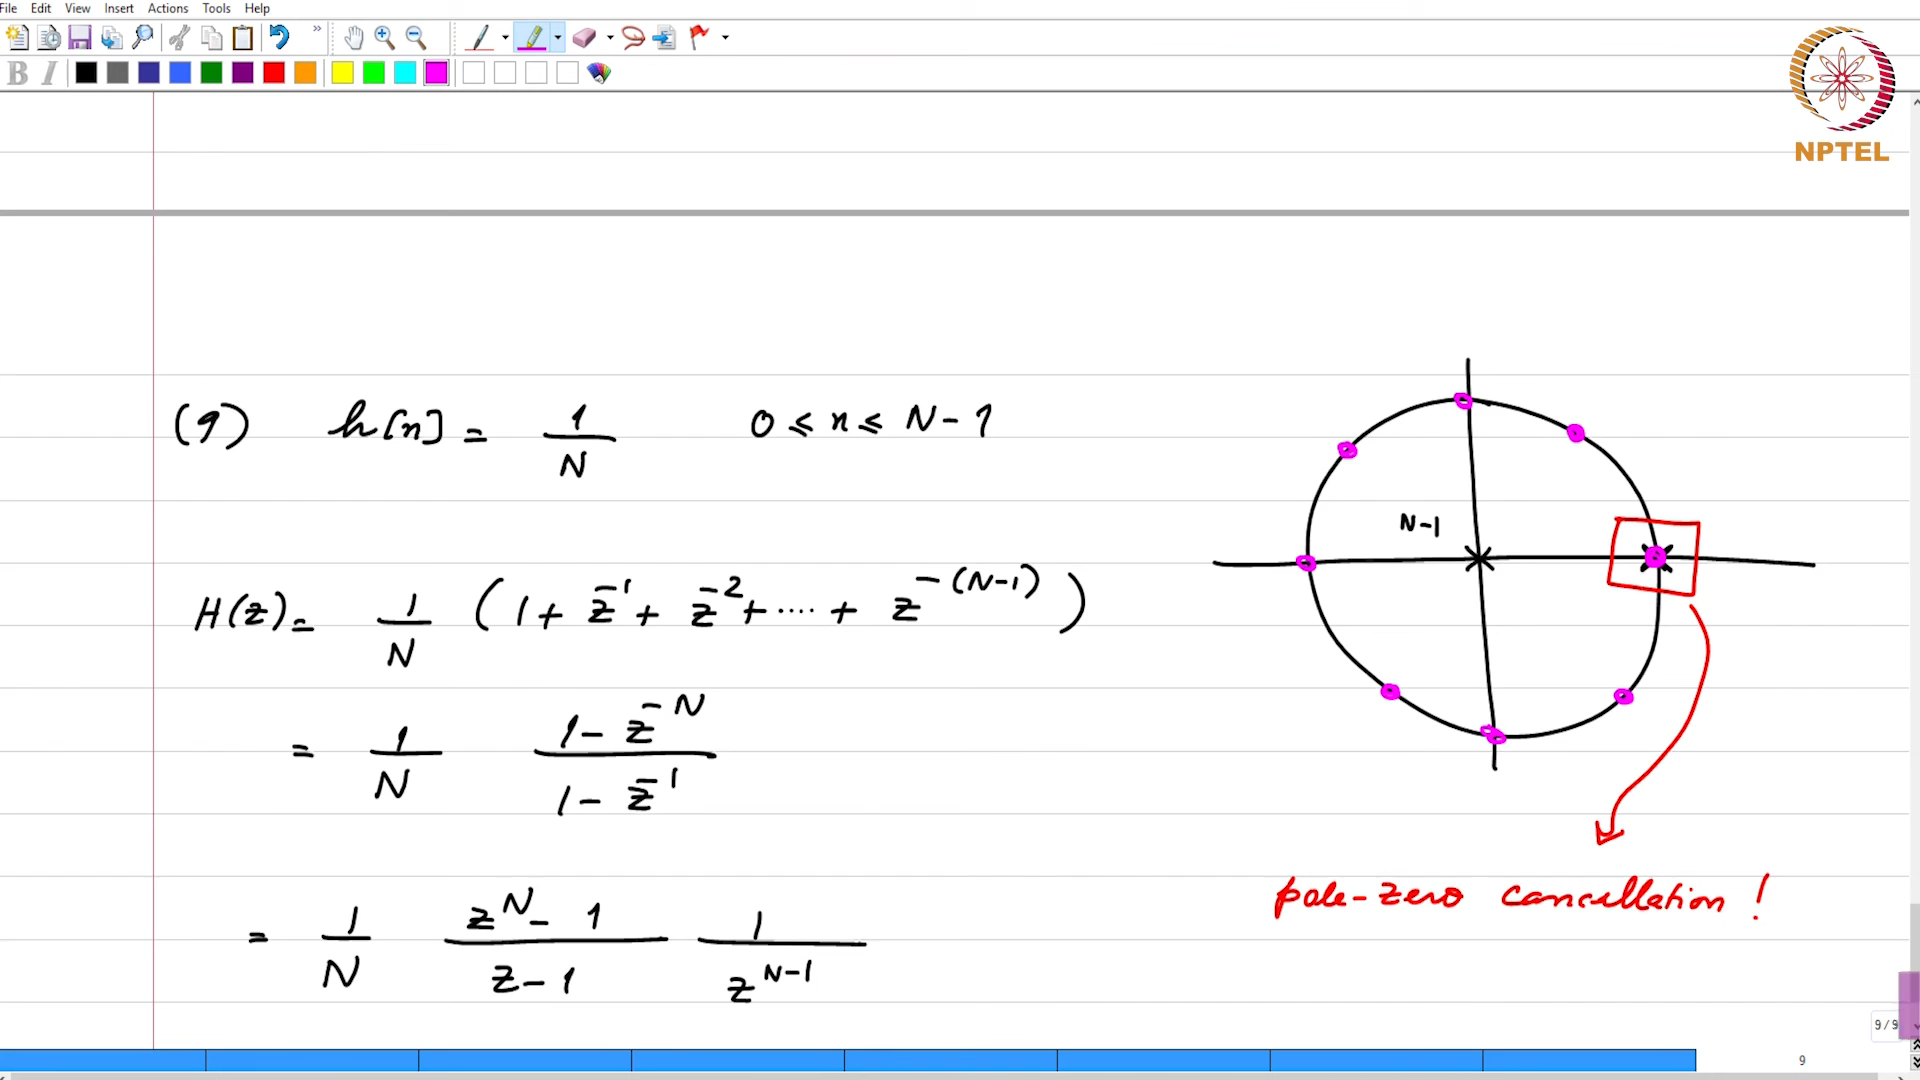 File Edit View Insert Actions Tools Help
NPTEL
(9) h[n] = 1/N 0 ≤ n ≤ N-1
N-1
H(z) = 1/N (1 + z^-1 + z^-2 + .... + z^-(N-1))
= 1/N (1 - z^-N)/(1 - z^-1)
pole-zero cancellation!
= 1/N (z^N - 1)/(z - 1) 1/z^(N-1)
9/9
9